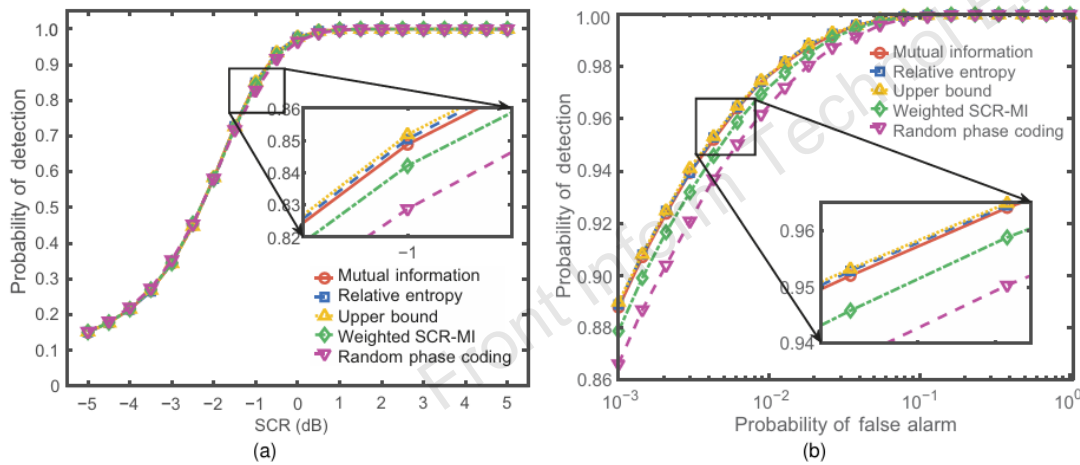 1.0
0.9
0.8
0.7
0.6
0.5
0.4
0.3
0.2
0.1
0
Probability of detection
0.86
0.85
0.84
0.83
0.82
−1
Mutual information
Relative entropy
Upper bound
Weighted SCR-MI
Random phase coding
−5 −4 −3 −2 −1 0 1 2 3 4 5
SCR (dB)
(a)
1.00
0.98
0.96
0.94
0.92
0.90
0.88
0.86
Probability of detection
Mutual information
Relative entropy
Upper bound
Weighted SCR-MI
Random phase coding
0.96
0.95
0.94
10⁻³ 10⁻² 10⁻¹ 10⁰
Probability of false alarm
(b)
Front Inform Technol